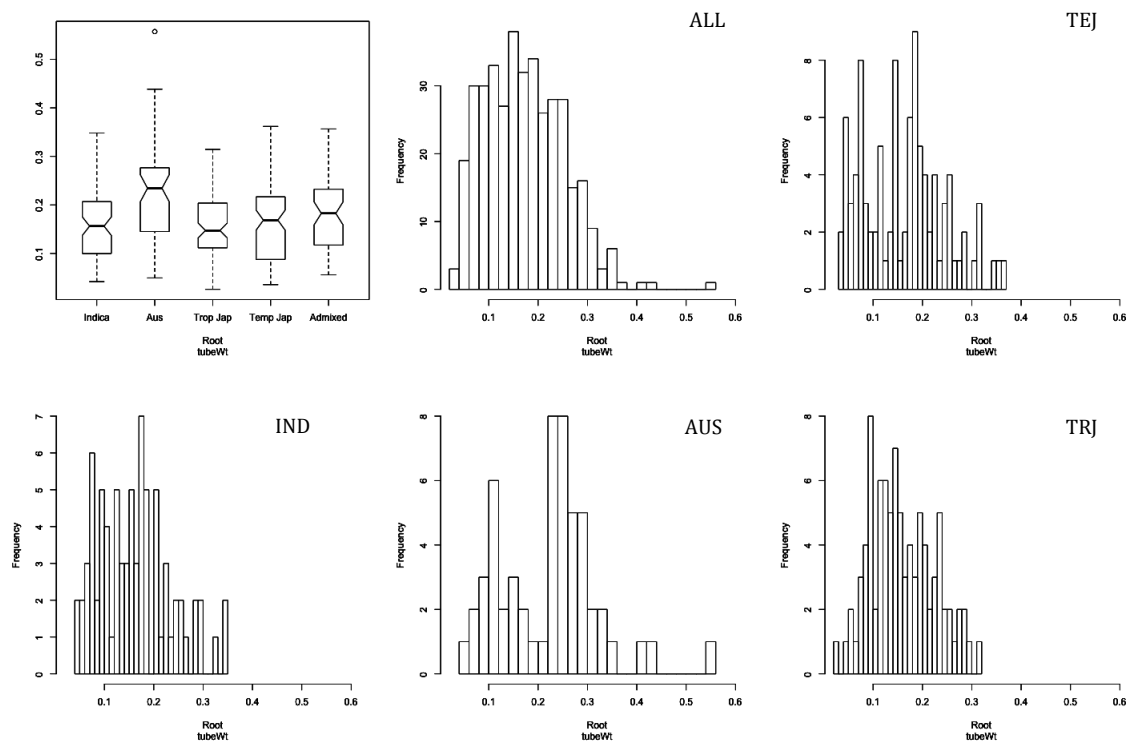 ALL
TEJ
0.1
0.2
0.3
0.4
0.5
Indica Aus Trop Jap Temp Jap Admixed
Root
tubeWt
Frequency
0 10 20 30
0.1 0.2 0.3 0.4 0.5 0.6
Root
tubeWt
Frequency
0 2 4 6 8
0.1 0.2 0.3 0.4 0.5 0.6
Root
tubeWt
IND
AUS
TRJ
Frequency
0 1 2 3 4 5 6 7
0.1 0.2 0.3 0.4 0.5 0.6
Root
tubeWt
Frequency
0 2 4 6 8
0.1 0.2 0.3 0.4 0.5 0.6
Root
tubeWt
Frequency
0 2 4 6 8
0.1 0.2 0.3 0.4 0.5 0.6
Root
tubeWt